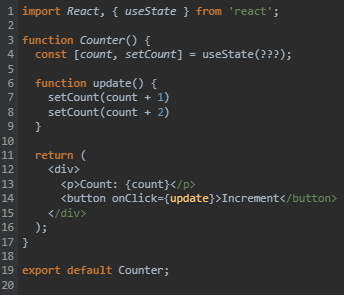 1 import React, { useState } from 'react';
2
3 function Counter() {
4   const [count, setCount] = useState(???);
5
6   function update() {
7     setCount(count + 1)
8     setCount(count + 2)
9   }
10
11   return (
12     <div>
13       <p>Count: {count}</p>
14       <button onClick={update}>Increment</button>
15     </div>
16   );
17 }
18
19 export default Counter;
20